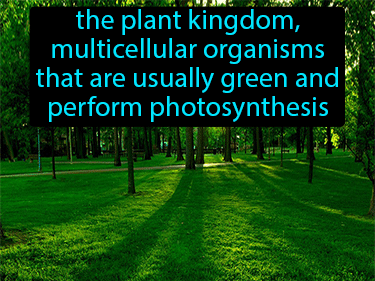 the plant kingdom,
multicellular organisms
that are usually green and
perform photosynthesis